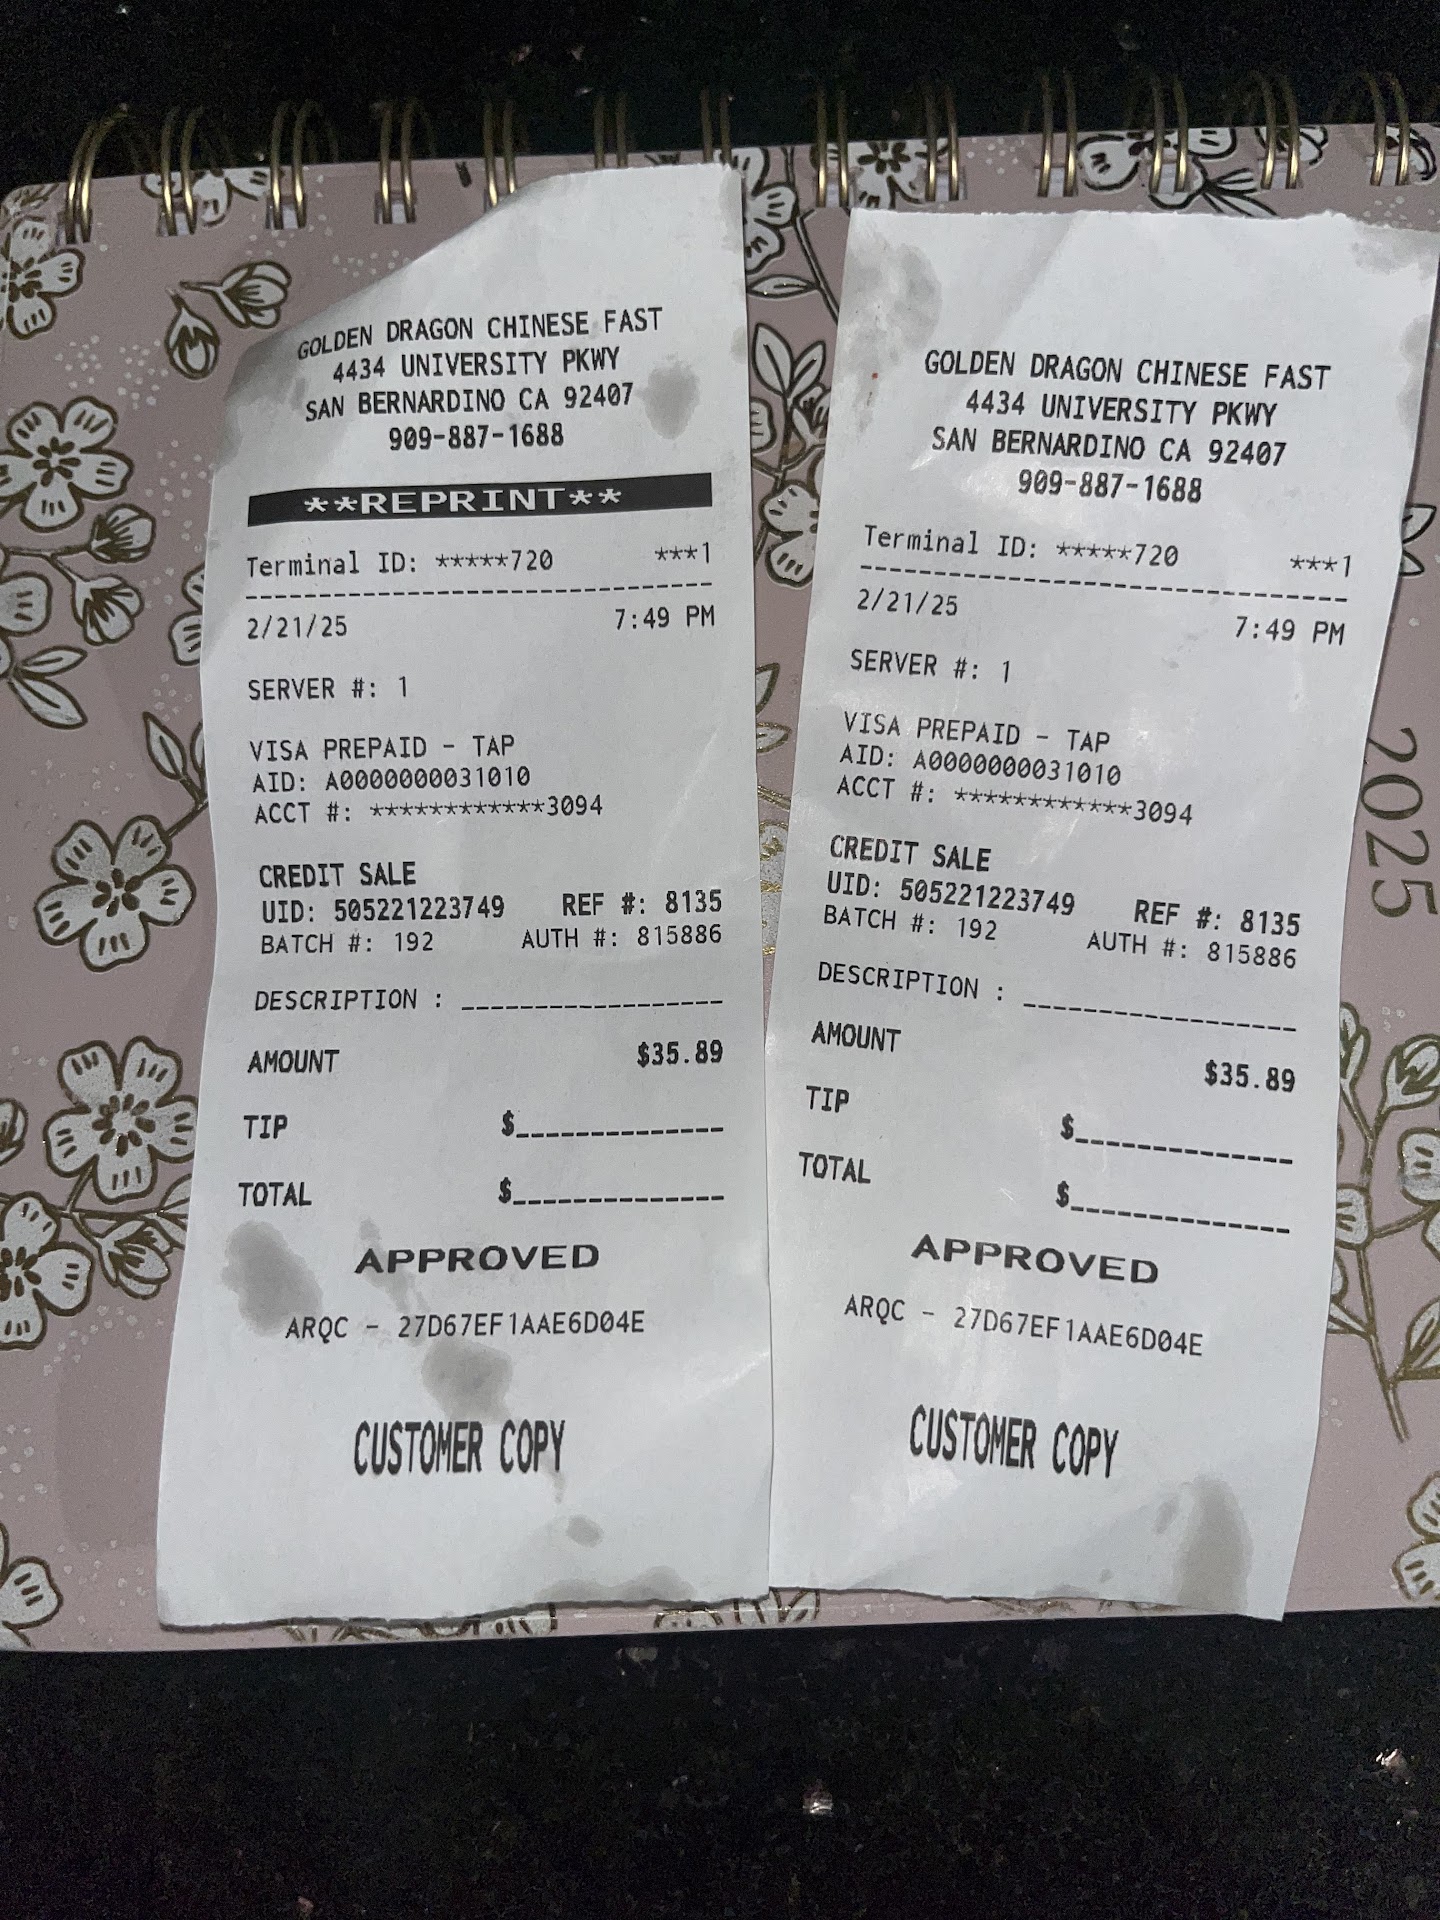 GOLDEN DRAGON CHINESE FAST
4434 UNIVERSITY PKWY
SAN BERNARDINO CA 92407
909-887-1688
**REPRINT**
Terminal ID: *****720 ***1
2/21/25 7:49 PM
SERVER #: 1
VISA PREPAID - TAP
AID: A0000000031010
ACCT #: ************3094
CREDIT SALE
UID: 505221223749 REF #: 8135
BATCH #: 192 AUTH #: 815886
DESCRIPTION :
AMOUNT $35.89
TIP $
TOTAL $
APPROVED
ARQC - 27D67EF1AAE6D04E
CUSTOMER COPY
GOLDEN DRAGON CHINESE FAST
4434 UNIVERSITY PKWY
SAN BERNARDINO CA 92407
909-887-1688
Terminal ID: *****720 ***1
2/21/25 7:49 PM
SERVER #: 1
VISA PREPAID - TAP
AID: A0000000031010
ACCT #: ************3094
CREDIT SALE
UID: 505221223749 REF #: 8135
BATCH #: 192 AUTH #: 815886
DESCRIPTION :
AMOUNT $35.89
TIP $
TOTAL $
APPROVED
ARQC - 27D67EF1AAE6D04E
CUSTOMER COPY
2025